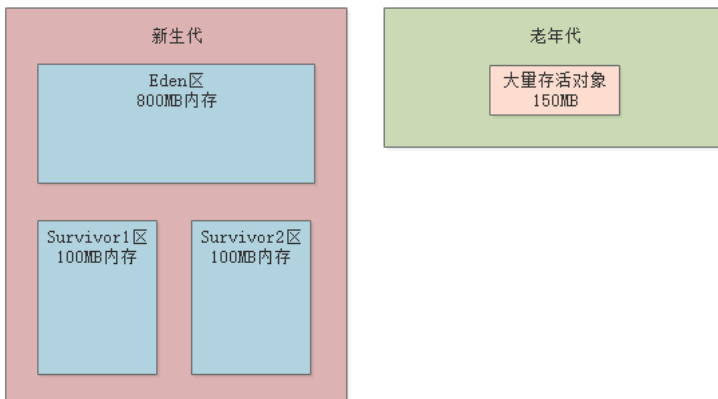 新生代
Eden区
800MB内存
Survivor1区
100MB内存
Survivor2区
100MB内存
老年代
大量存活对象
150MB